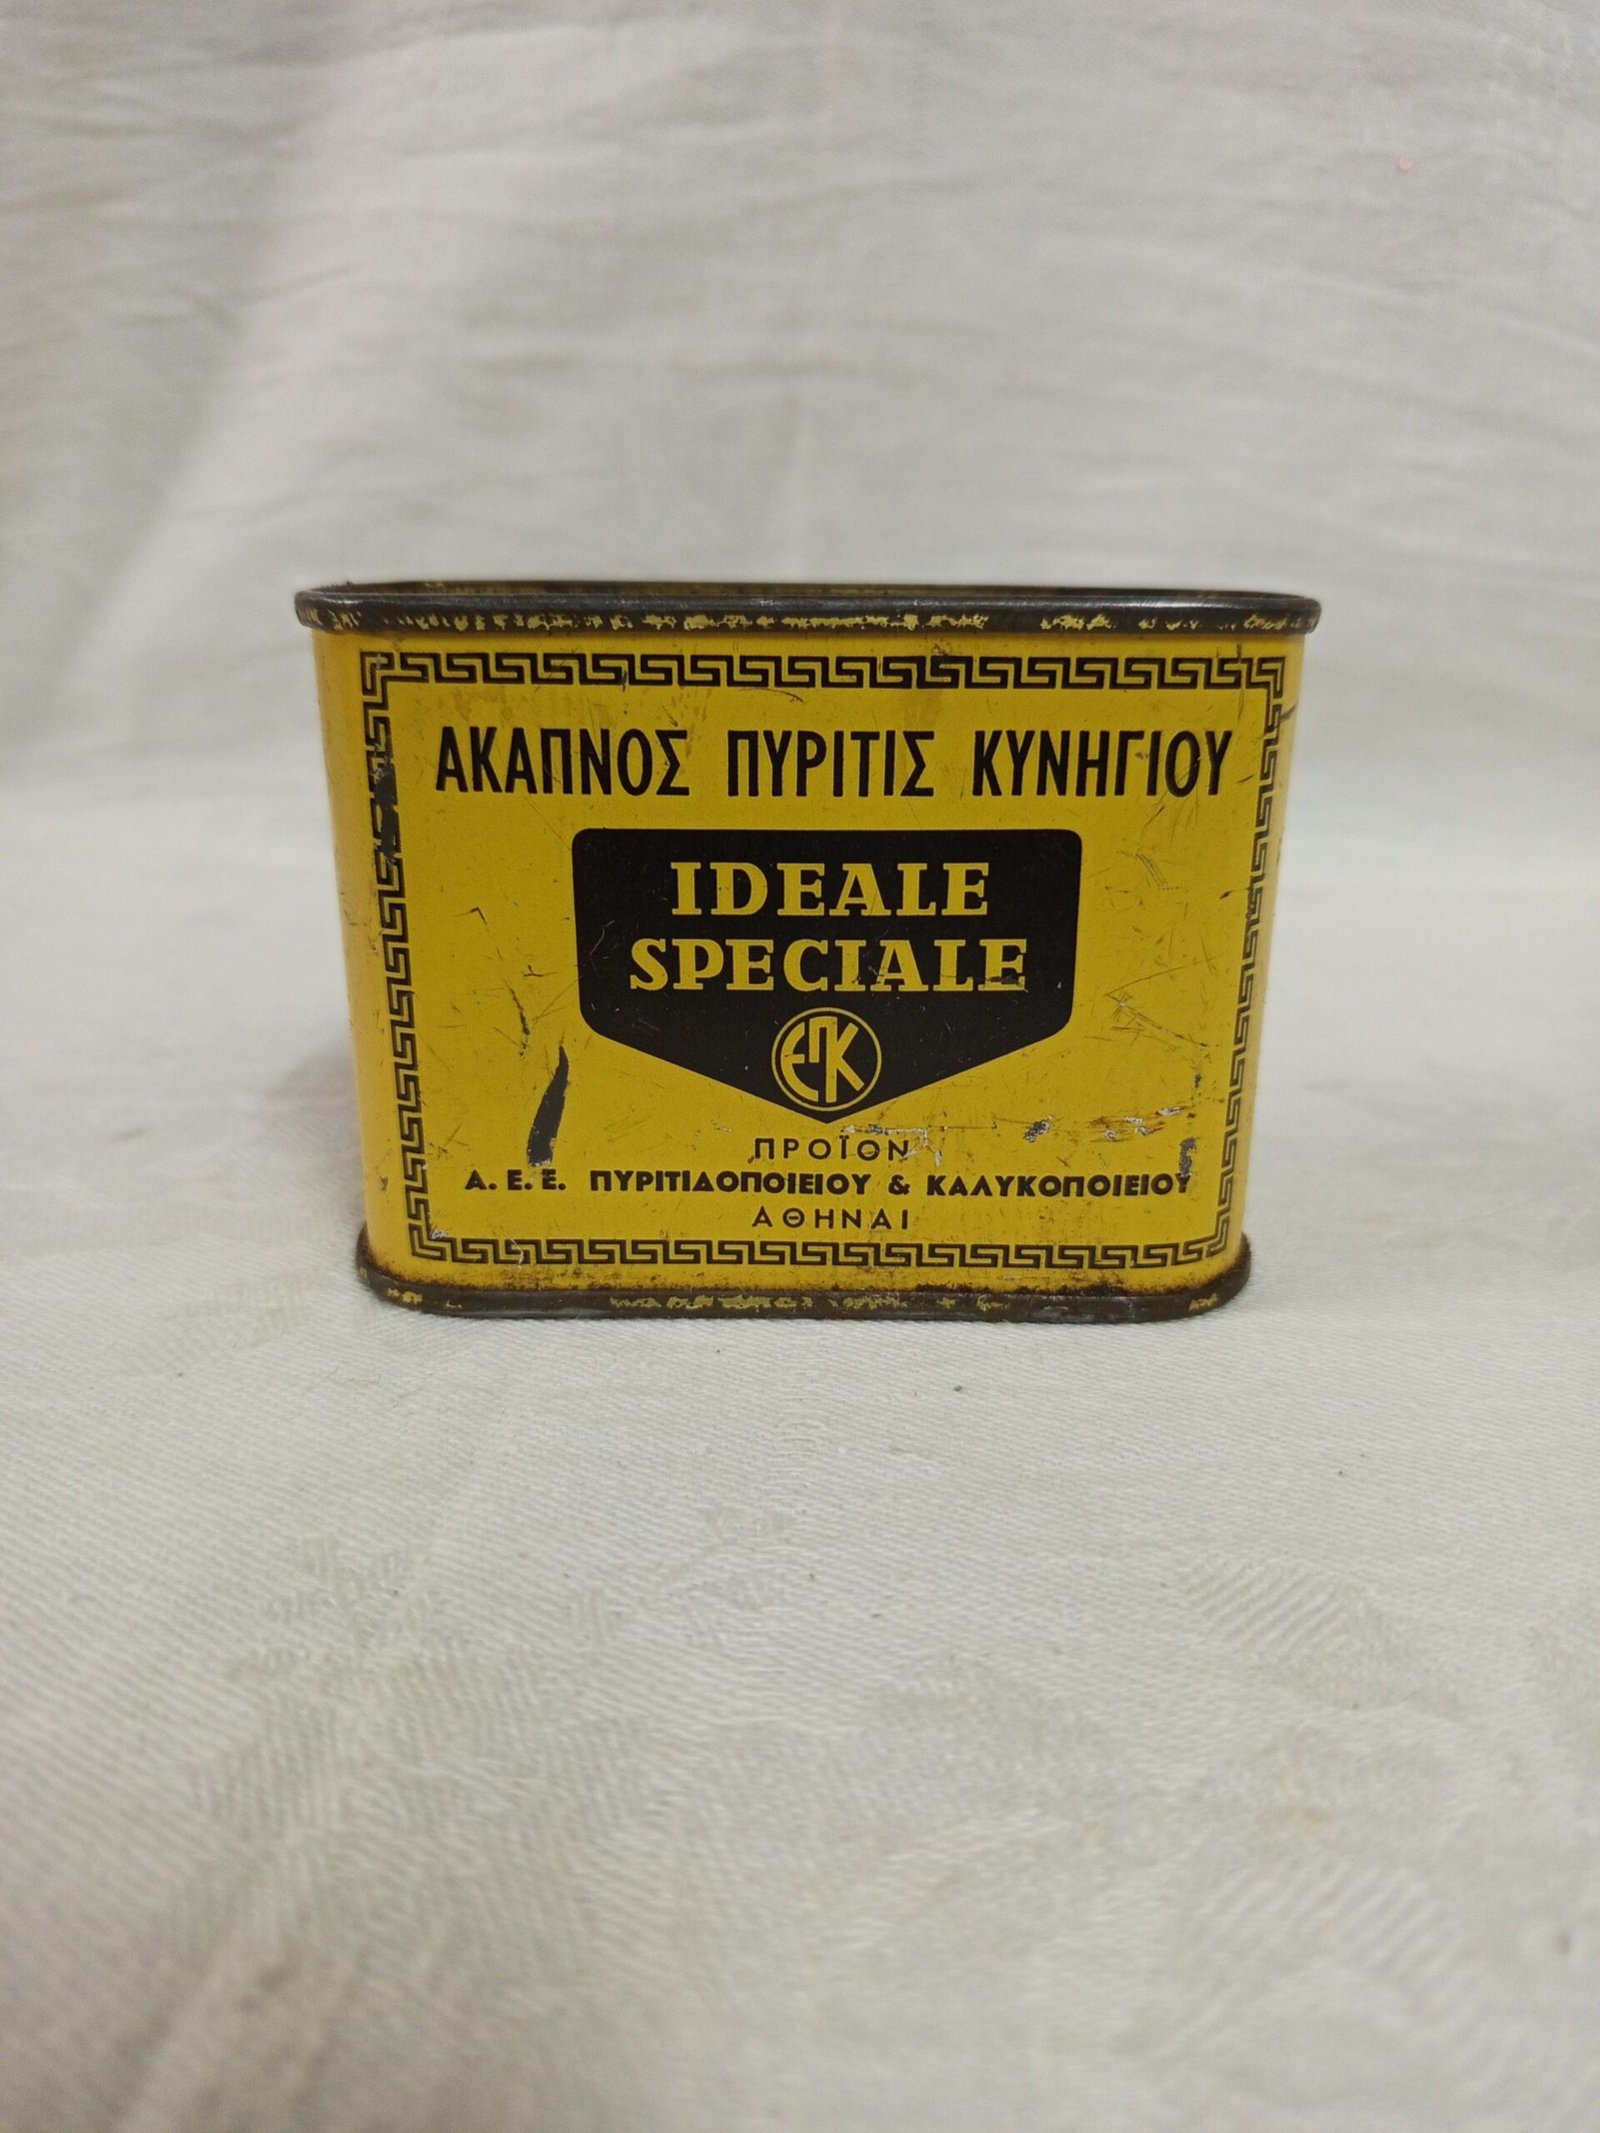 ΑΚΑΠΝΟΣ ΠΥΡΙΤΙΣ ΚΥΝΗΓΙΟΥ
IDEALE
SPECIALE
ΕΠΚ
ΠΡΟΪΟΝ
Α. Ε. Ε. ΠΥΡΙΤΙΔΟΠΟΙΕΙΟΥ & ΚΑΛΥΚΟΠΟΙΕΙΟΥ
ΑΘΗΝΑΙ